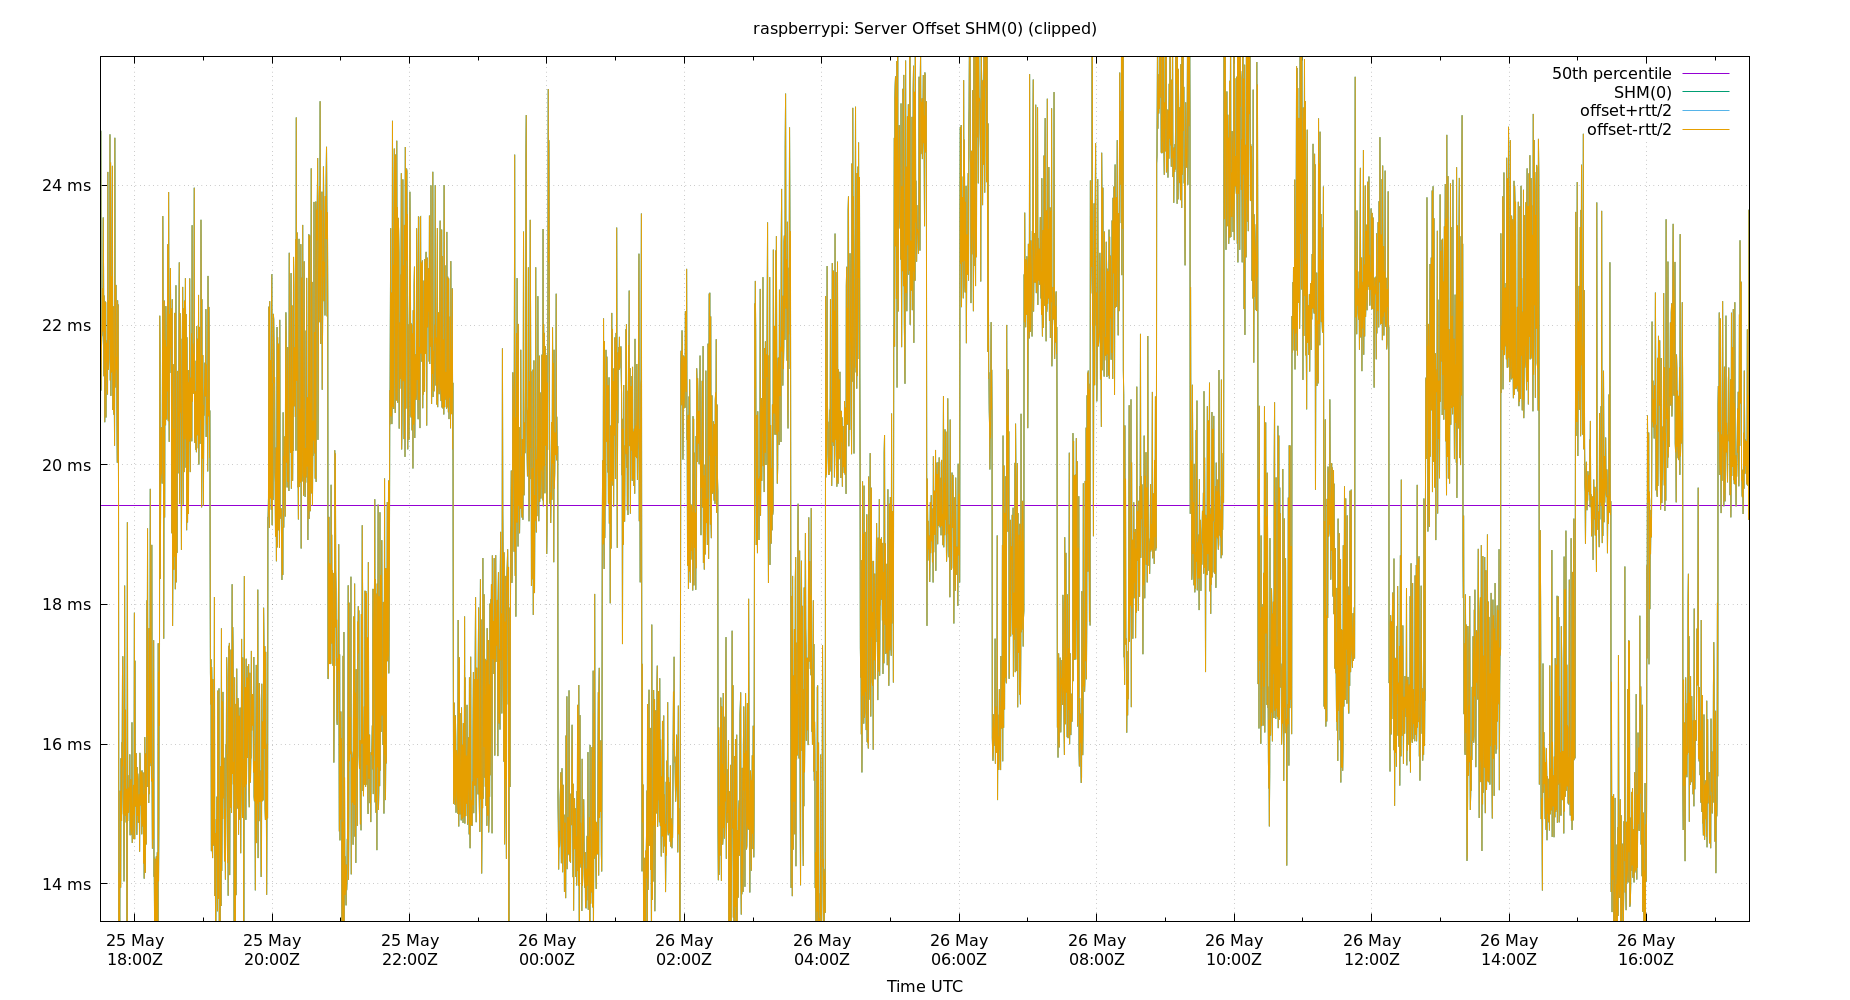 raspberrypi: Server Offset SHM(0) (clipped)
50th percentile
SHM(0)
offset+rtt/2
offset-rtt/2
24 ms
22 ms
20 ms
18 ms
16 ms
14 ms
25 May 25 May 25 May 26 May 26 May 26 May 26 May 26 May 26 May 26 May 26 May 26 May
18:00Z 20:00Z 22:00Z 00:00Z 02:00Z 04:00Z 06:00Z 08:00Z 10:00Z 12:00Z 14:00Z 16:00Z
Time UTC